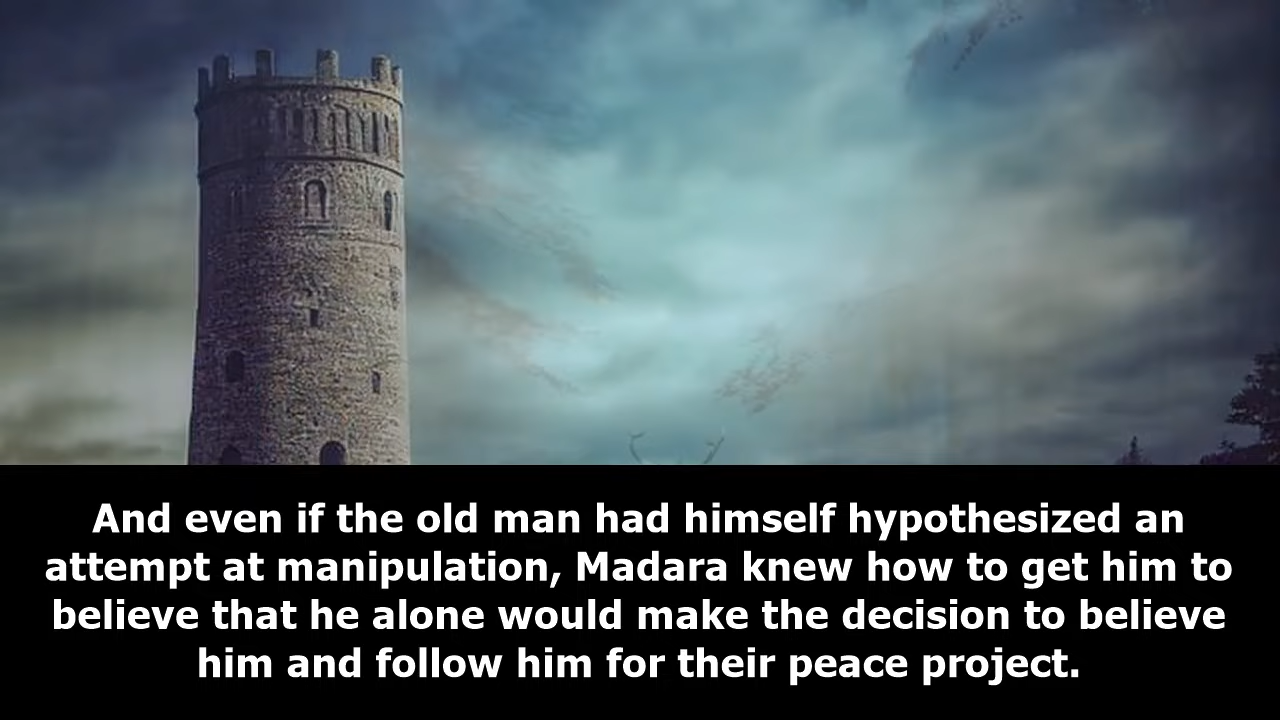 And even if the old man had himself hypothesized an
attempt at manipulation, Madara knew how to get him to
believe that he alone would make the decision to believe
him and follow him for their peace project.